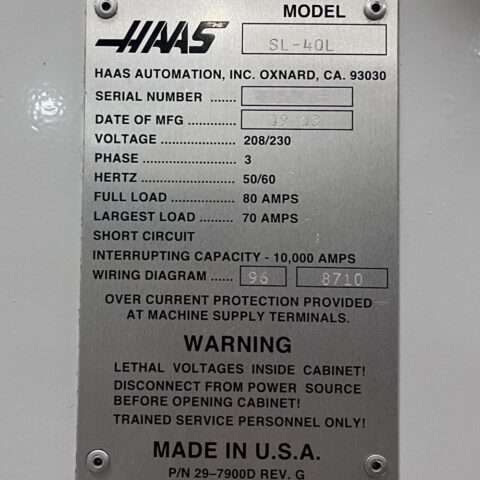 MODEL
HAAS SL-40L
HAAS AUTOMATION, INC. OXNARD, CA. 93030
SERIAL NUMBER ......
DATE OF MFG ......
VOLTAGE ................... 208/230
PHASE ........................ 3
HERTZ ........................ 50/60
FULL LOAD ................ 80 AMPS
LARGEST LOAD ......... 70 AMPS
SHORT CIRCUIT
INTERRUPTING CAPACITY - 10,000 AMPS
WIRING DIAGRAM ...... 96 8710
OVER CURRENT PROTECTION PROVIDED
AT MACHINE SUPPLY TERMINALS.
WARNING
LETHAL VOLTAGES INSIDE CABINET!
DISCONNECT FROM POWER SOURCE
BEFORE OPENING CABINET!
TRAINED SERVICE PERSONNEL ONLY!
MADE IN U.S.A.
P/N 29-7900D REV. G